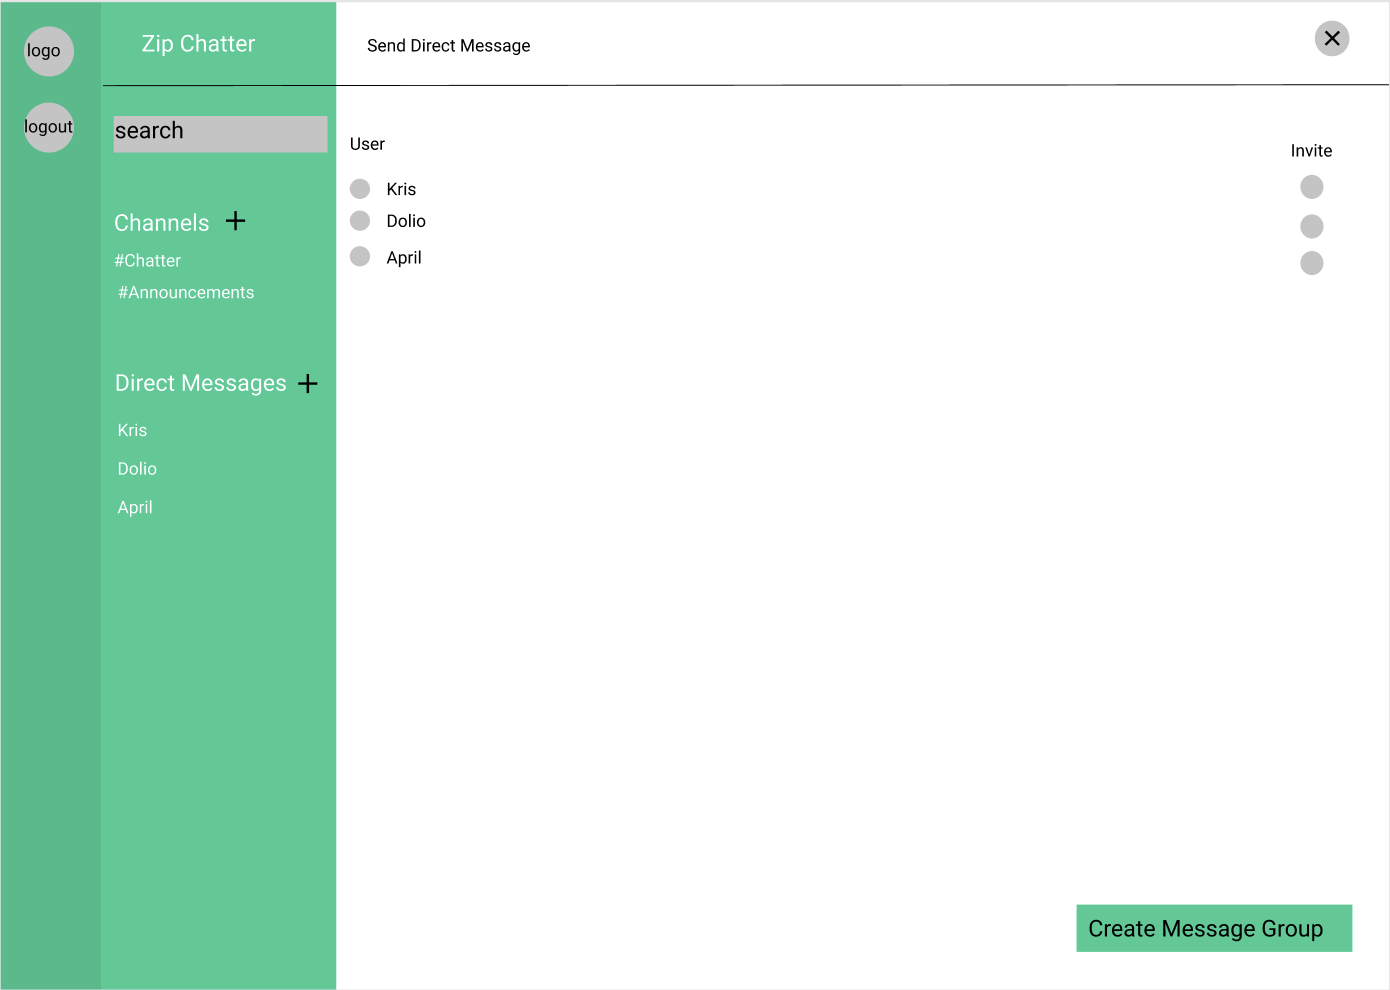 logo
logout
Zip Chatter
search
Channels +
#Chatter
#Announcements
Direct Messages +
Kris
Dolio
April
Send Direct Message
User
Invite
Kris
Dolio
April
Create Message Group